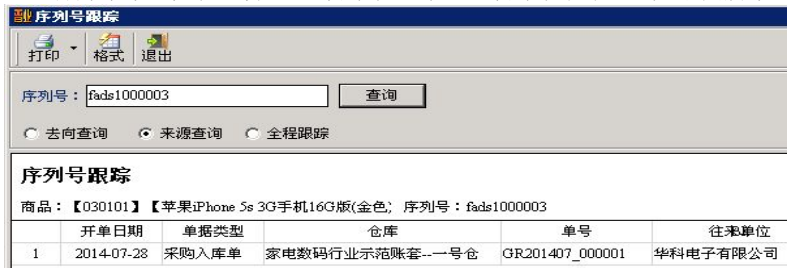 序列号跟踪
打印 格式 退出
序列号： fads1000003 查询
去向查询 来源查询 全程跟踪
序列号跟踪
商品：【030101】【苹果iPhone 5s 3G手机16G版(金色; 序列号：fads1000003
开单日期 单据类型 仓库 单号 往来单位
1 2014-07-28 采购入库单 家电数码行业示范账套--一号仓 GR201407_000001 华科电子有限公司